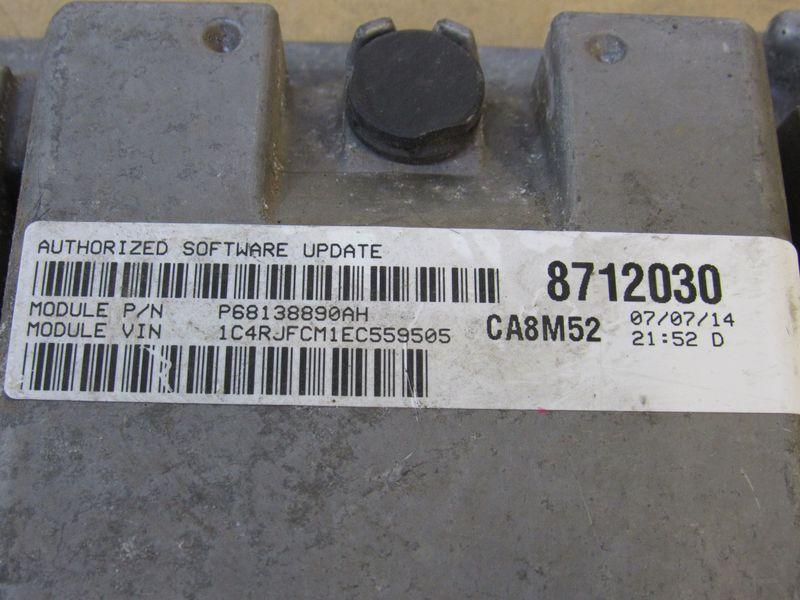 AUTHORIZED SOFTWARE UPDATE
8712030
MODULE P/N P68138890AH
MODULE VIN 1C4RJFCM1EC559505
CA8M52
07/07/14
21:52 D